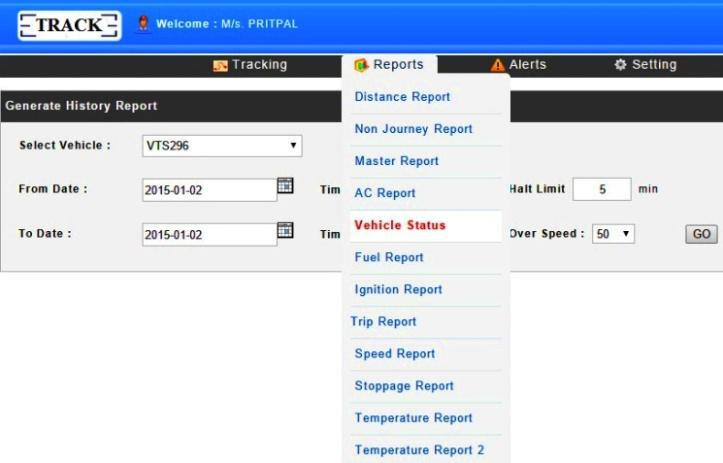 TRACK Welcome : M/s. PRITPAL
Tracking Reports Alerts Setting
Generate History Report
Select Vehicle : VTS296
From Date : 2015-01-02 Tim Halt Limit 5 min
To Date : 2015-01-02 Tim Over Speed : 50 GO
Distance Report
Non Journey Report
Master Report
AC Report
Vehicle Status
Fuel Report
Ignition Report
Trip Report
Speed Report
Stoppage Report
Temperature Report
Temperature Report 2